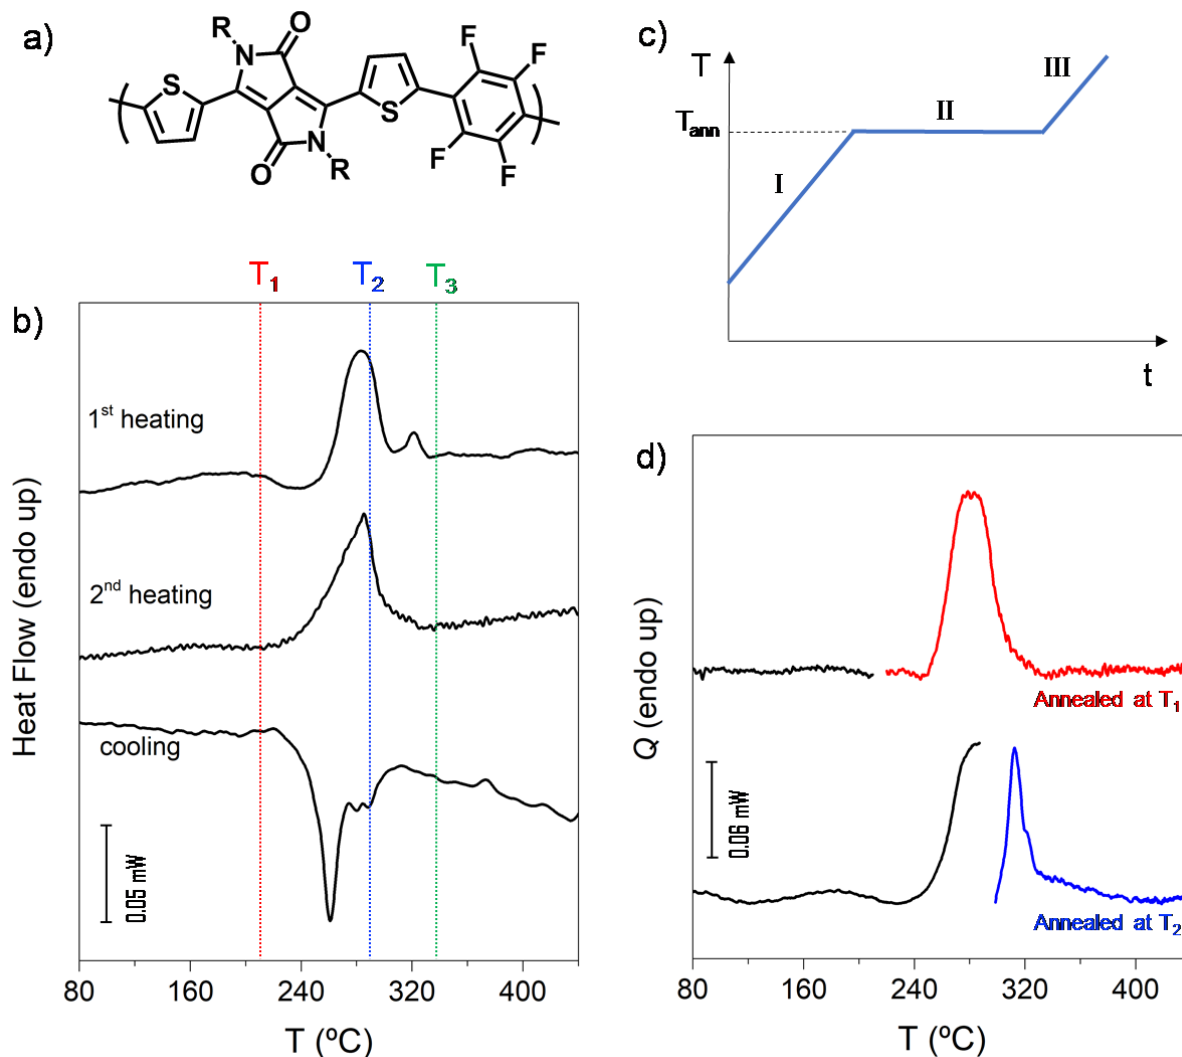 a)
R
O
N
S
S
N
O
R
F
F
F
F
b)
T1
T2
T3
1st heating
2nd heating
cooling
0.05 mW
Heat Flow (endo up)
80
160
240
320
400
T (ºC)
c)
T
Tann
I
II
III
t
d)
Annealed at T1
Annealed at T2
0.06 mW
Q (endo up)
80
160
240
320
400
T (ºC)